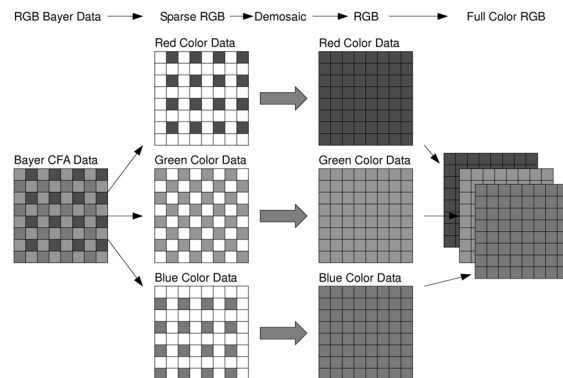 RGB Bayer Data Sparse RGB Demosaic RGB Full Color RGB
Red Color Data Red Color Data
Bayer CFA Data Green Color Data Green Color Data
Blue Color Data Blue Color Data